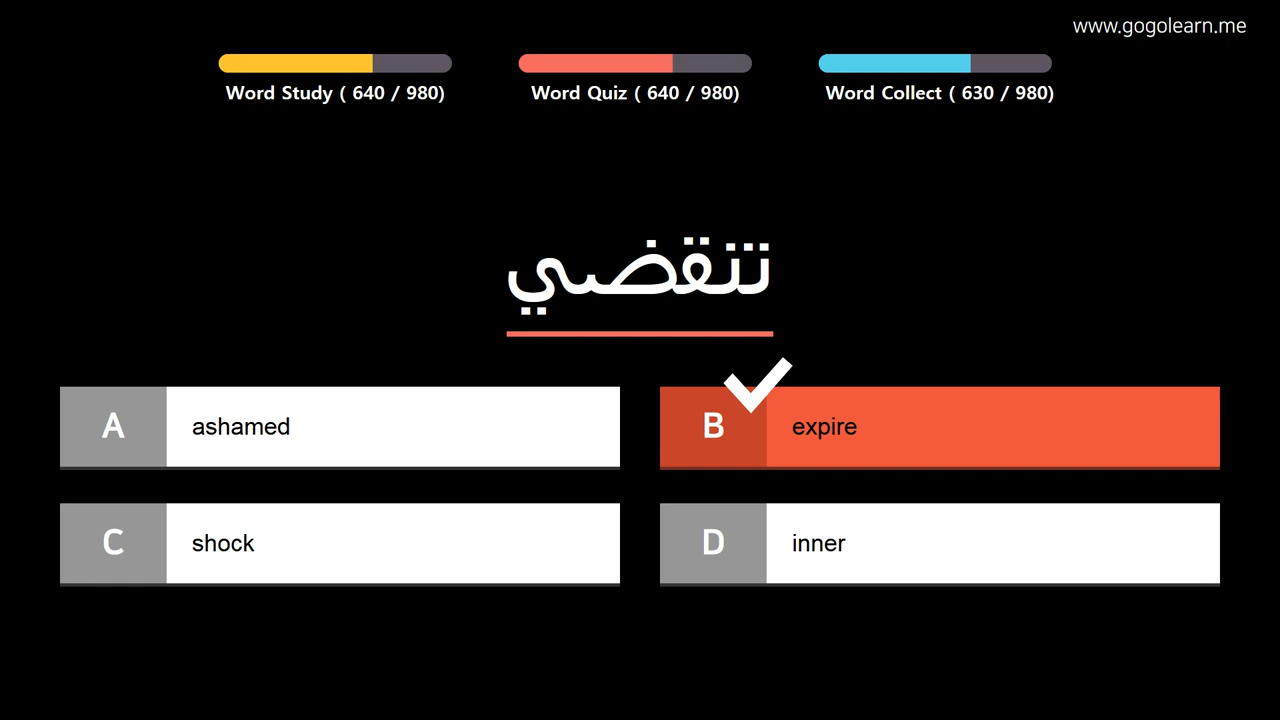 www.gogolearn.me
Word Study ( 640 / 980)
Word Quiz ( 640 / 980)
Word Collect ( 630 / 980)
تنقضي
A ashamed
B expire
C shock
D inner